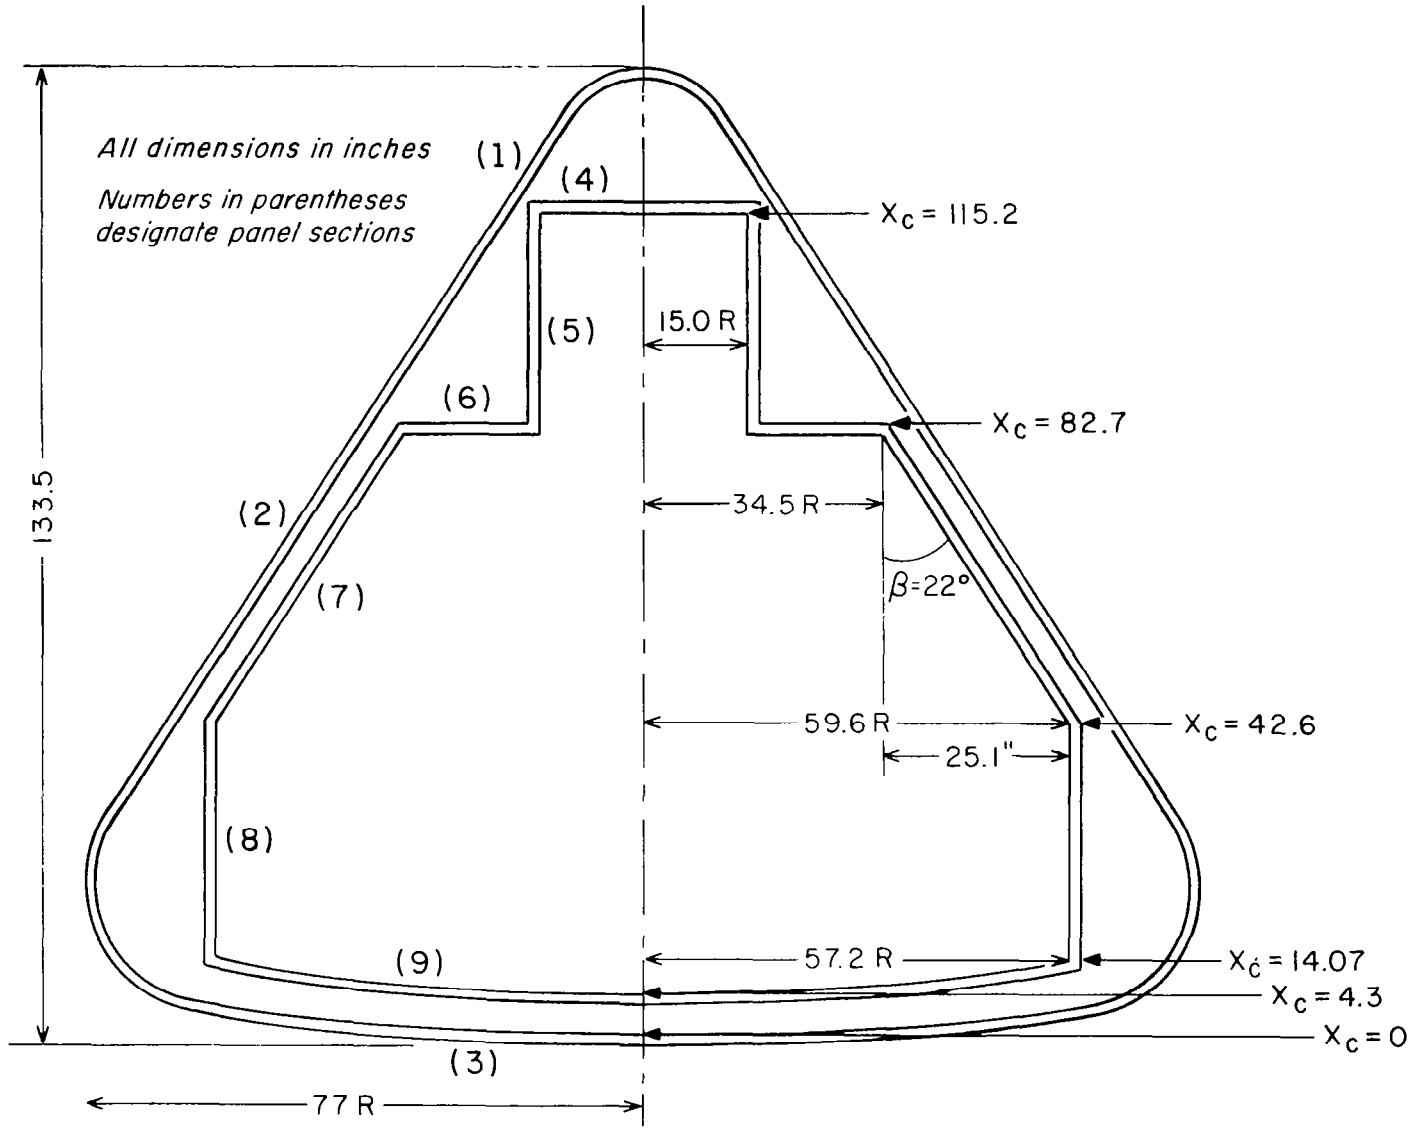 All dimensions in inches
Numbers in parentheses
designate panel sections
(1)
(4)
X_C = 115.2
15.0 R
(5)
(6)
X_C = 82.7
133.5
(2)
34.5 R
β=22°
(7)
59.6 R
X_C = 42.6
25.1"
(8)
(9)
57.2 R
X_C = 14.07
X_C = 4.3
X_C = 0
(3)
77 R